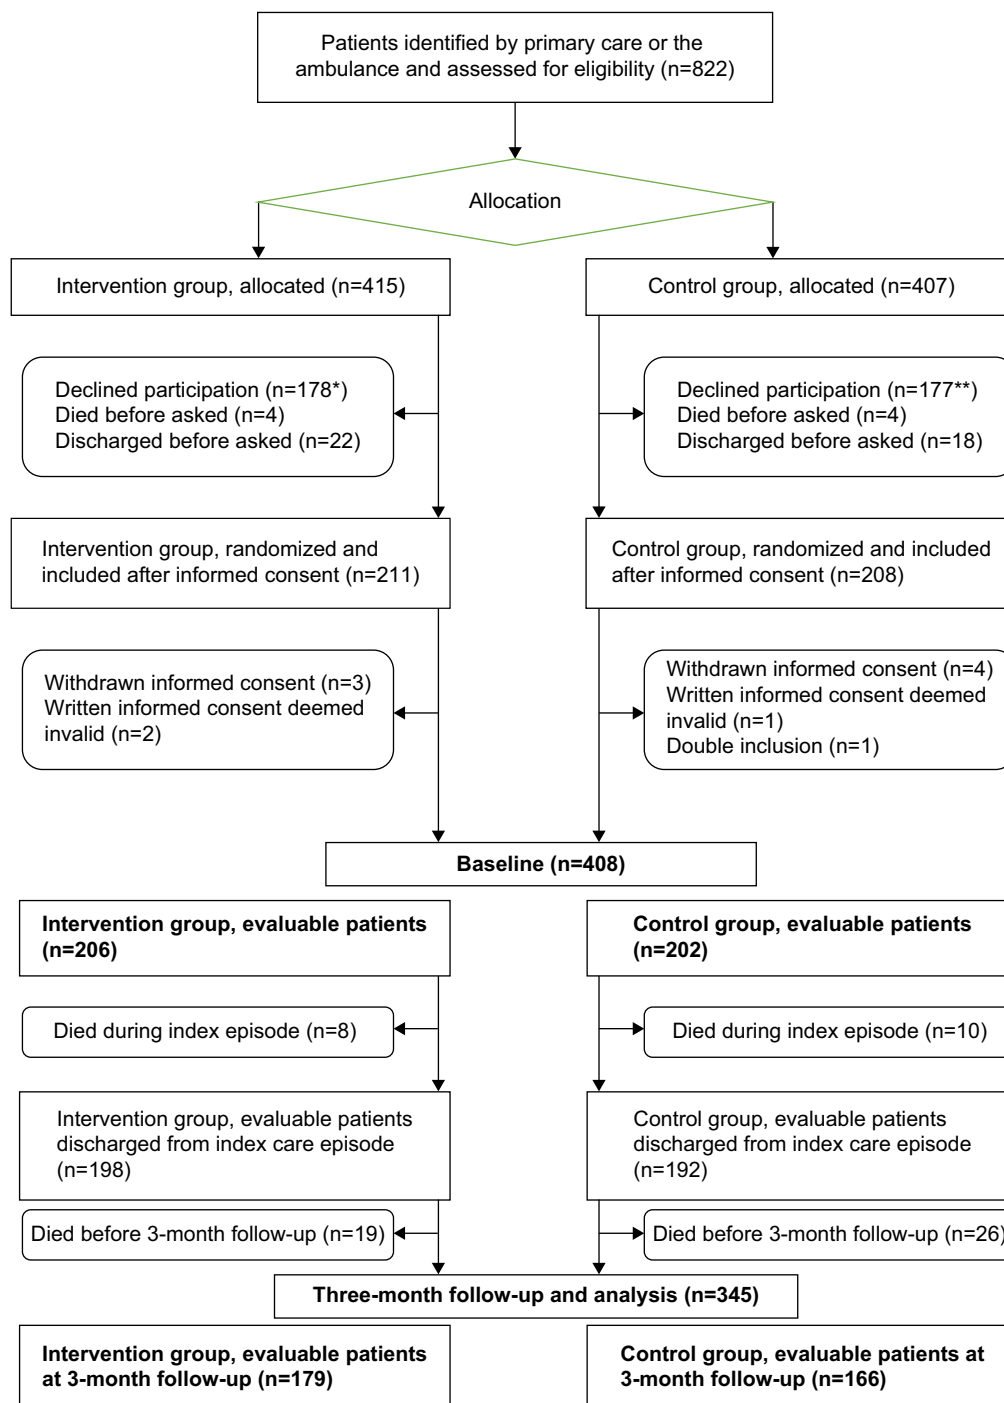 Patients identified by primary care or the
ambulance and assessed for eligibility (n=822)
Allocation
Intervention group, allocated (n=415)
Control group, allocated (n=407)
Declined participation (n=178*)
Died before asked (n=4)
Discharged before asked (n=22)
Declined participation (n=177**)
Died before asked (n=4)
Discharged before asked (n=18)
Intervention group, randomized and
included after informed consent (n=211)
Control group, randomized and included
after informed consent (n=208)
Withdrawn informed consent (n=3)
Written informed consent deemed
invalid (n=2)
Withdrawn informed consent (n=4)
Written informed consent deemed
invalid (n=1)
Double inclusion (n=1)
Baseline (n=408)
Intervention group, evaluable patients
(n=206)
Control group, evaluable patients
(n=202)
Died during index episode (n=8)
Died during index episode (n=10)
Intervention group, evaluable patients
discharged from index care episode
(n=198)
Control group, evaluable patients
discharged from index care episode
(n=192)
Died before 3-month follow-up (n=19)
Died before 3-month follow-up (n=26)
Three-month follow-up and analysis (n=345)
Intervention group, evaluable patients
at 3-month follow-up (n=179)
Control group, evaluable patients at
3-month follow-up (n=166)